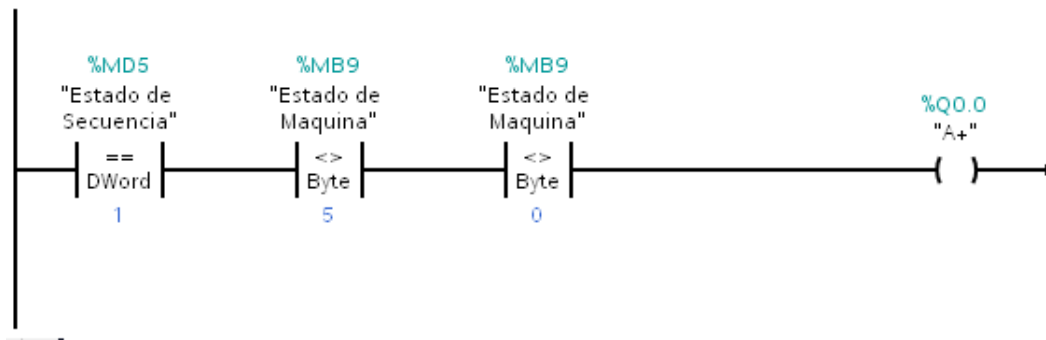 %MD5
"Estado de
Secuencia"
==
DWord
1
%MB9
"Estado de
Maquina"
<>
Byte
5
%MB9
"Estado de
Maquina"
<>
Byte
0
%Q0.0
"A+"